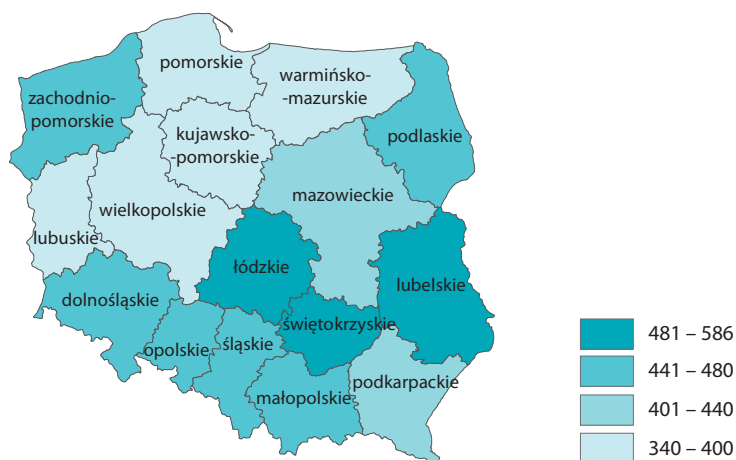 pomorskie
warmińsko-
-mazurskie
zachodnio-
pomorskie
podlaskie
kujawsko-
-pomorskie
mazowieckie
wielkopolskie
lubuskie
łódzkie
lubelskie
dolnośląskie
świętokrzyskie
opolskie
śląskie
podkarpackie
małopolskie
481 – 586
441 – 480
401 – 440
340 – 400